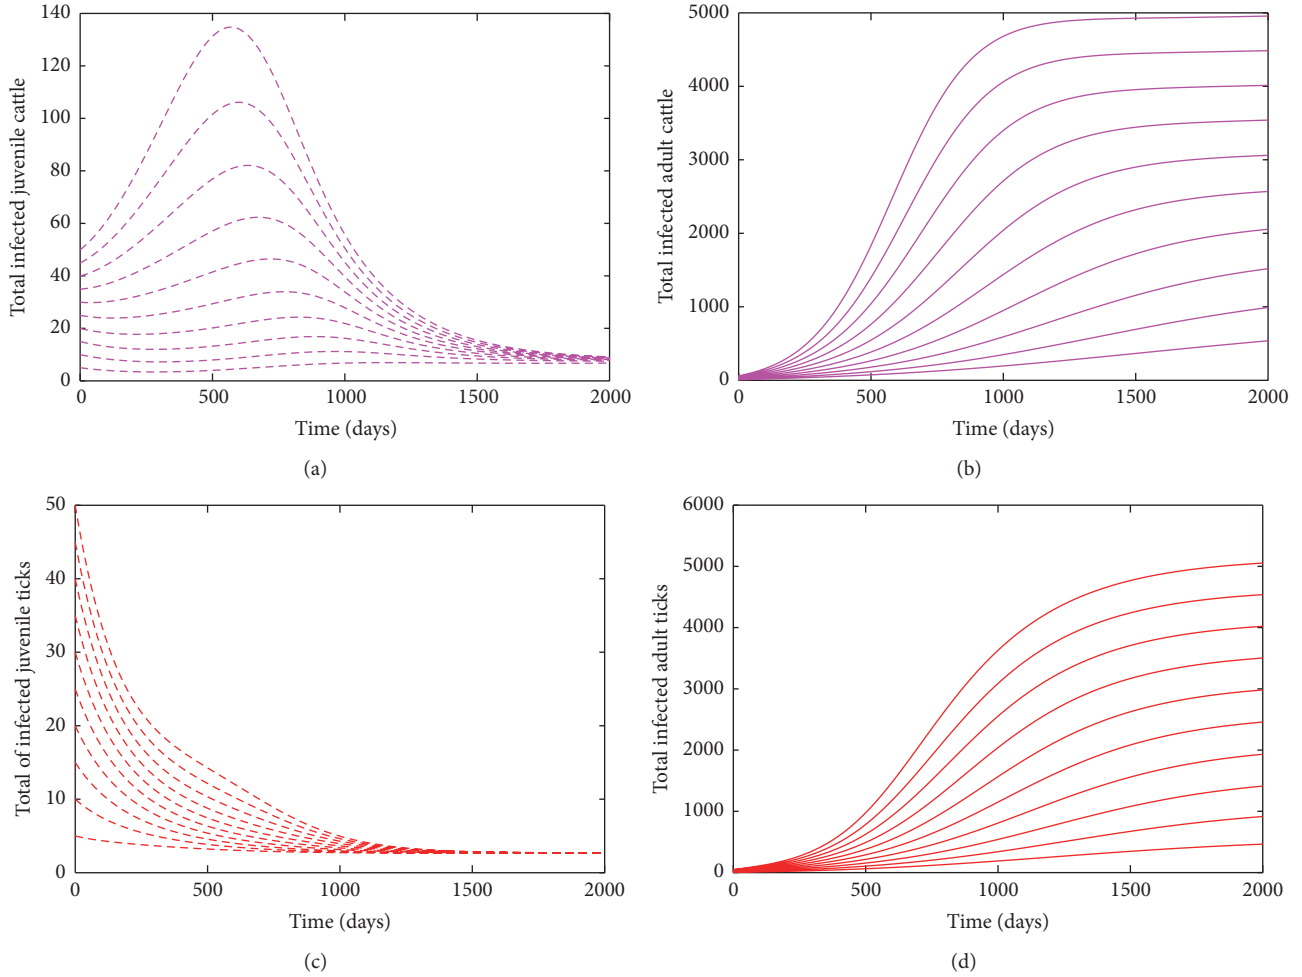 140
120
100
80
60
40
20
0
Total infected juvenile cattle
0 500 1000 1500 2000
Time (days)
(a)
5000
4000
3000
2000
1000
0
Total infected adult cattle
0 500 1000 1500 2000
Time (days)
(b)
50
40
30
20
10
0
Total of infected juvenile ticks
0 500 1000 1500 2000
Time (days)
(c)
6000
5000
4000
3000
2000
1000
0
Total infected adult ticks
0 500 1000 1500 2000
Time (days)
(d)